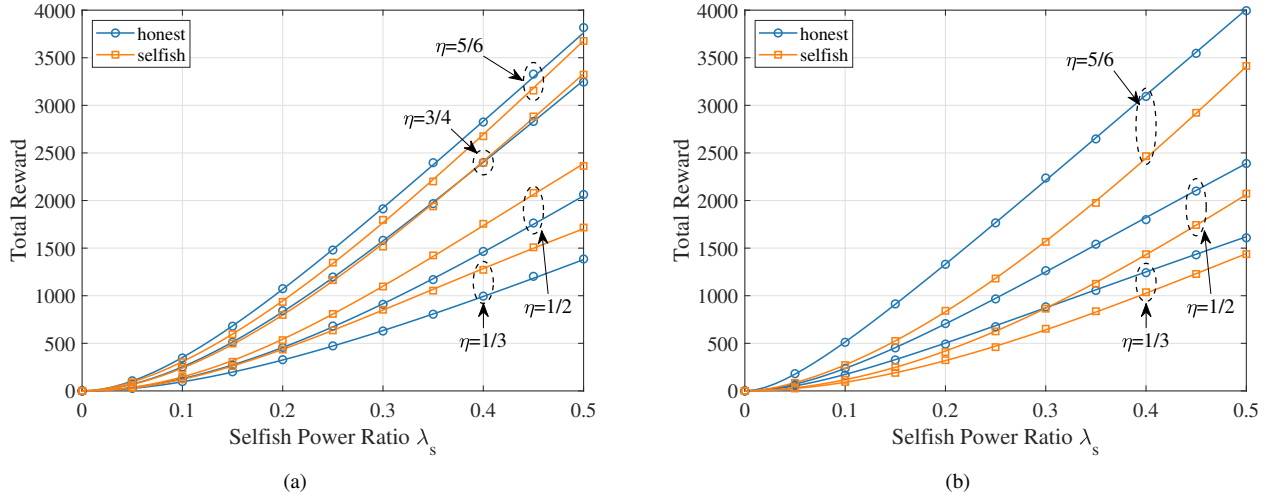 4000
3500
3000
2500
2000
1500
1000
500
0
Total Reward
honest
selfish
η=5/6
η=3/4
η=1/2
η=1/3
0 0.1 0.2 0.3 0.4 0.5
Selfish Power Ratio λs
(a)
4000
3500
3000
2500
2000
1500
1000
500
0
Total Reward
honest
selfish
η=5/6
η=1/2
η=1/3
0 0.1 0.2 0.3 0.4 0.5
Selfish Power Ratio λs
(b)